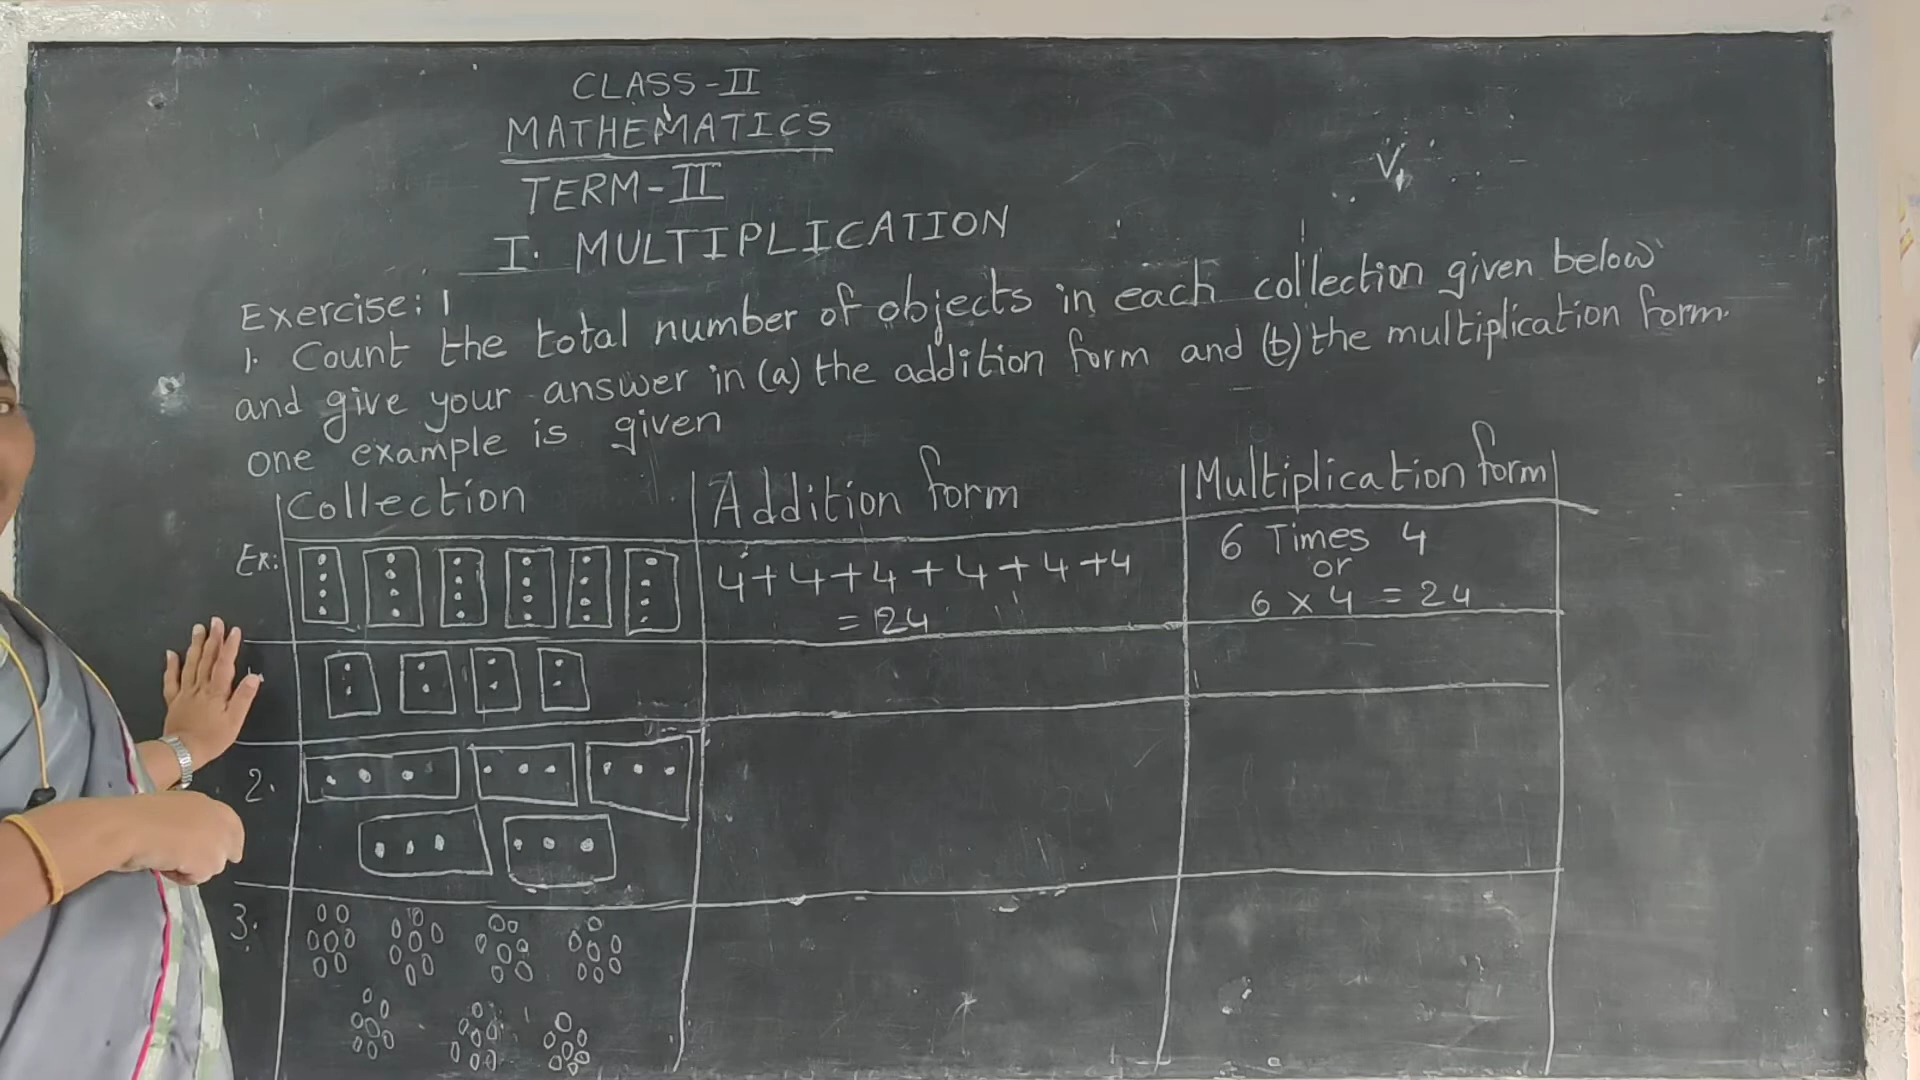 CLASS-II
MATHEMATICS
TERM-II
I. MULTIPLICATION
Exercise: 1
1. Count the total number of objects in each collection given below
and give your answer in (a) the addition form and (b) the multiplication form.
one example is given
Collection Addition form Multiplication form
Ex: 4+4+4+4+4+4 6 Times 4
or
= 24 6 x 4 = 24
2.
3.